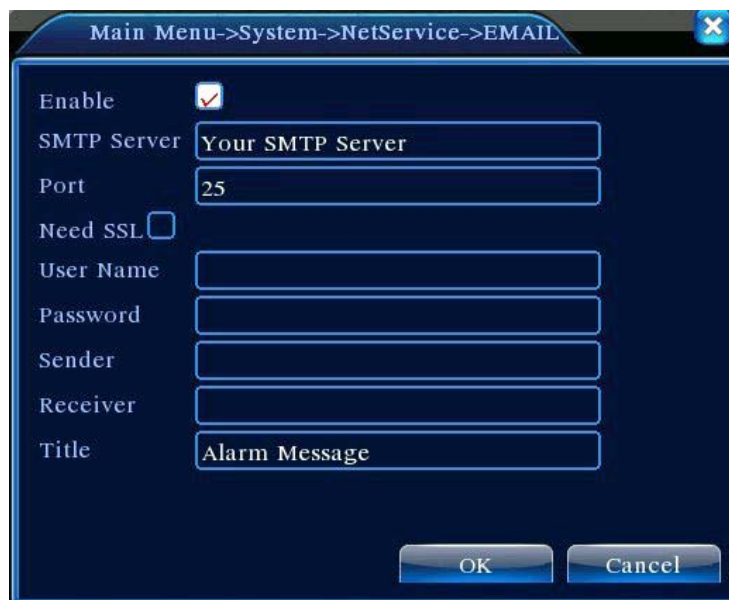 Main Menu->System->NetService->EMAIL
Enable
SMTP Server Your SMTP Server
Port 25
Need SSL
User Name
Password
Sender
Receiver
Title Alarm Message
OK Cancel